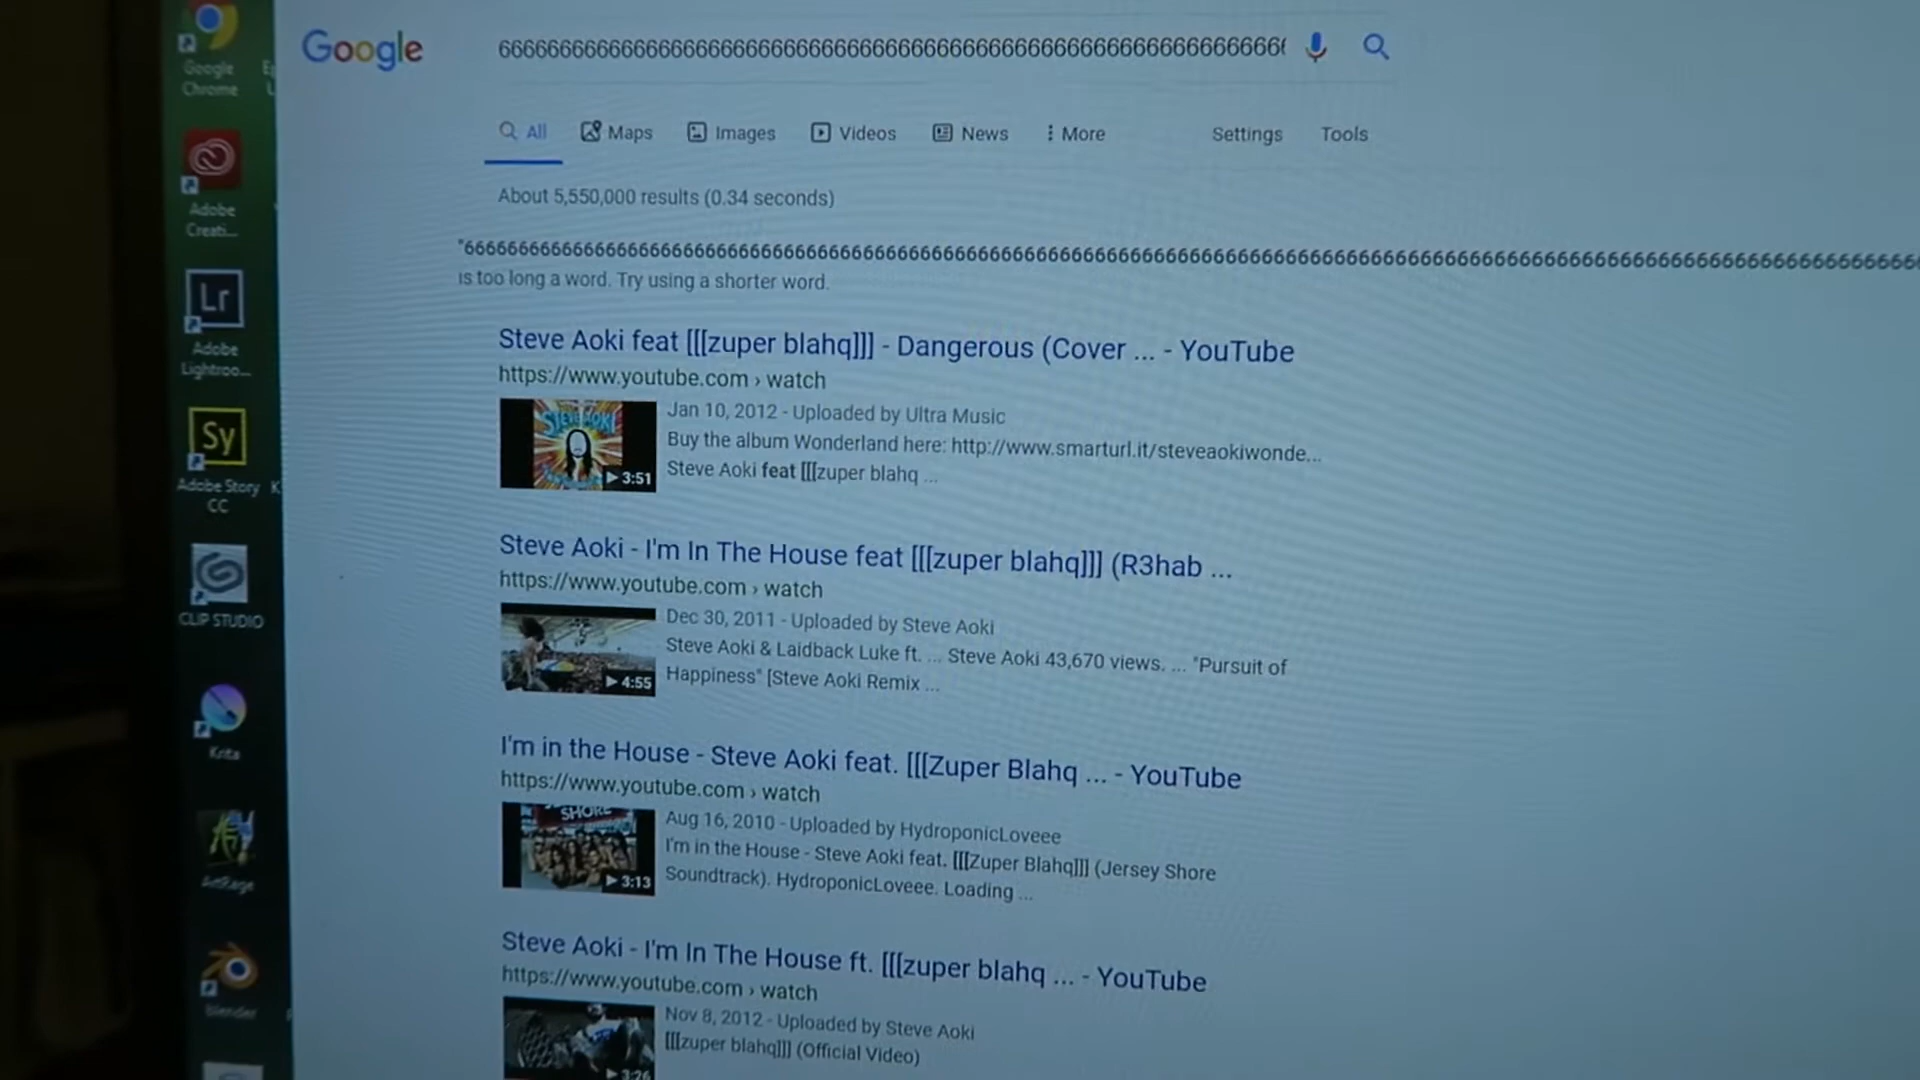 Google
Chrome
Adobe
Creati...
Lr
Adobe
Lightroo...
Sy
Adobe Story
CC
CLIP STUDIO
Krita
ArtRage
blender
Google
All Maps Images Videos News More Settings Tools
About 5,550,000 results (0.34 seconds)
is too long a word. Try using a shorter word.
Steve Aoki feat [[[zuper blahq]]] - Dangerous (Cover ... - YouTube
https://www.youtube.com › watch
STEVE AOKI
3:51
Jan 10, 2012 - Uploaded by Ultra Music
Buy the album Wonderland here: http://www.smarturl.it/steveaokiwonde...
Steve Aoki feat [[[zuper blahq ...
Steve Aoki - I'm In The House feat [[[zuper blahq]]] (R3hab ...
https://www.youtube.com › watch
4:55
Dec 30, 2011 - Uploaded by Steve Aoki
Steve Aoki & Laidback Luke ft. ... Steve Aoki 43,670 views. ... "Pursuit of
Happiness" [Steve Aoki Remix ...
I'm in the House - Steve Aoki feat. [[[Zuper Blahq ... - YouTube
https://www.youtube.com › watch
SHORE
3:13
Aug 16, 2010 - Uploaded by HydroponicLoveee
I'm in the House - Steve Aoki feat. [[[Zuper Blahq]]] (Jersey Shore
Soundtrack). HydroponicLoveee. Loading ...
Steve Aoki - I'm In The House ft. [[[zuper blahq ... - YouTube
https://www.youtube.com › watch
3:26
Nov 8, 2012 - Uploaded by Steve Aoki
[[[zuper blahq]]] (Official Video)